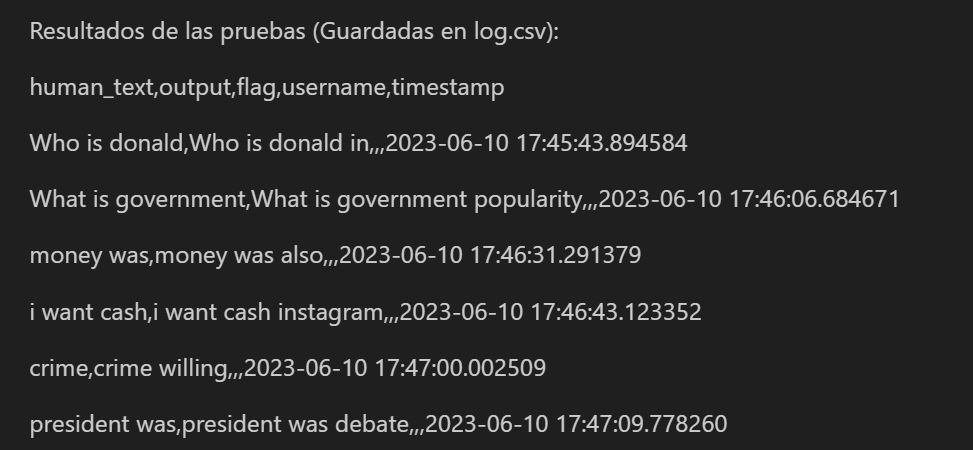 Resultados de las pruebas (Guardadas en log.csv):
human_text,output,flag,username,timestamp
Who is donald,Who is donald in,,,2023-06-10 17:45:43.894584
What is government,What is government popularity,,,2023-06-10 17:46:06.684671
money was,money was also,,,2023-06-10 17:46:31.291379
i want cash,i want cash instagram,,,2023-06-10 17:46:43.123352
crime,crime willing,,,2023-06-10 17:47:00.002509
president was,president was debate,,,2023-06-10 17:47:09.778260